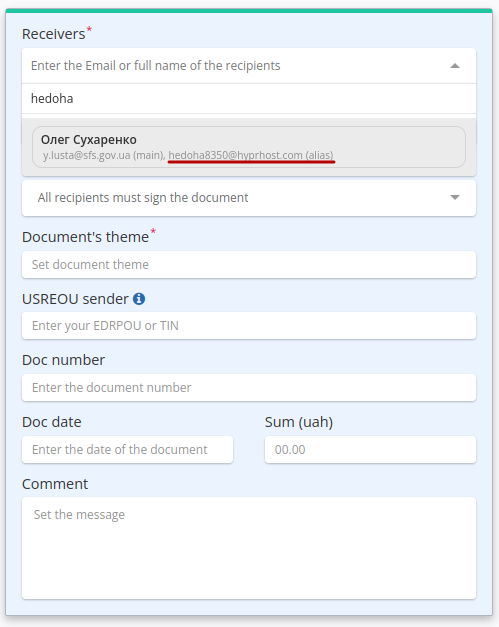 Receivers*
Enter the Email or full name of the recipients
hedoha
Олег Сухаренко
y.lusta@sfs.gov.ua (main), hedoha8350@hyprhost.com (alias)
All recipients must sign the document
Document's theme*
Set document theme
USREOU sender
Enter your EDRPOU or TIN
Doc number
Enter the document number
Doc date
Sum (uah)
Enter the date of the document
00.00
Comment
Set the message